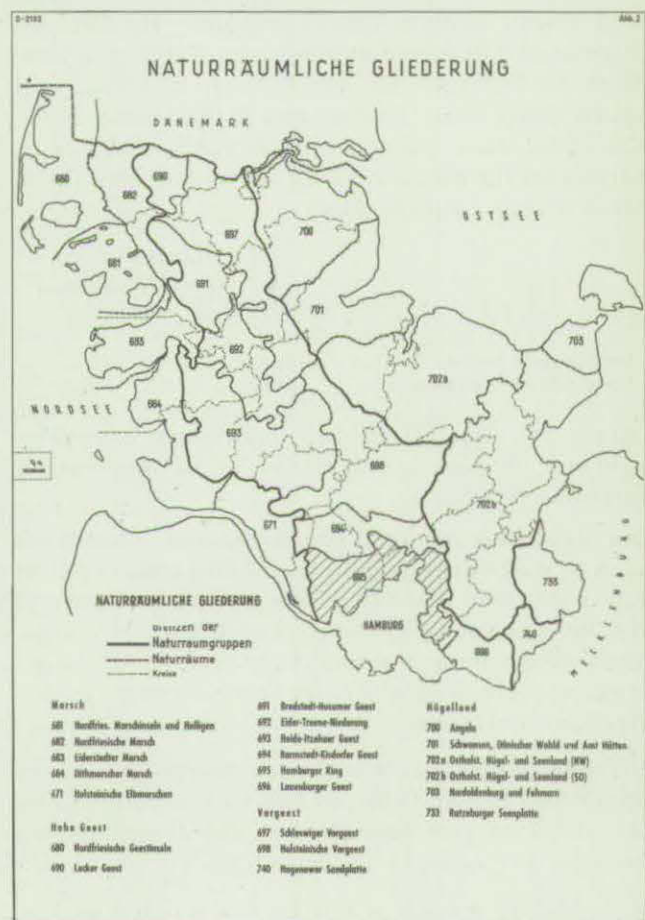 D-2193
Abb.2
NATURRÄUMLICHE GLIEDERUNG
DÄNEMARK
OSTSEE
NORDSEE
MECKLENBURG
HAMBURG
680
682
690
697
700
681
691
701
683
692
703
702a
684
693
698
671
694
702b
695
733
740
696
NATURRÄUMLICHE GLIEDERUNG
Grenzen der
Naturraumgruppen
Naturräume
Kreise
Marsch
681 Nordfries. Marschinseln und Halligen
682 Nordfriesische Marsch
683 Eiderstedter Marsch
684 Dithmarscher Marsch
671 Holsteinische Elbmarschen
Hohe Geest
680 Nordfriesische Geestinseln
690 Lecker Geest
691 Bredstedt-Husumer Geest
692 Eider-Treene-Niederung
693 Heide-Itzehoer Geest
694 Barmstedt-Kisdorfer Geest
695 Hamburger Ring
696 Lauenburger Geest
Vorgeest
697 Schleswiger Vorgeest
698 Holsteinische Vorgeest
740 Hagenower Sandplatte
Hügelland
700 Angeln
701 Schwansen, Dänischer Wohld und Amt Hütten
702a Ostholst. Hügel- und Seenland (NW)
702b Ostholst. Hügel- und Seenland (SO)
703 Nordoldenburg und Fehmarn
733 Ratzeburger Seenplatte